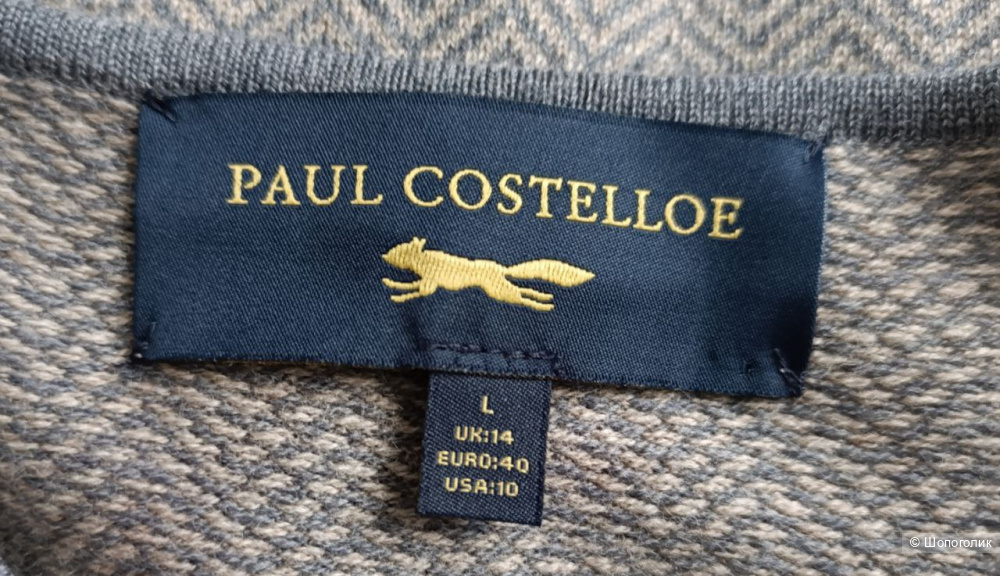 PAUL COSTELLOE
L
UK:14
EURO:40
USA:10
© Шопоголик